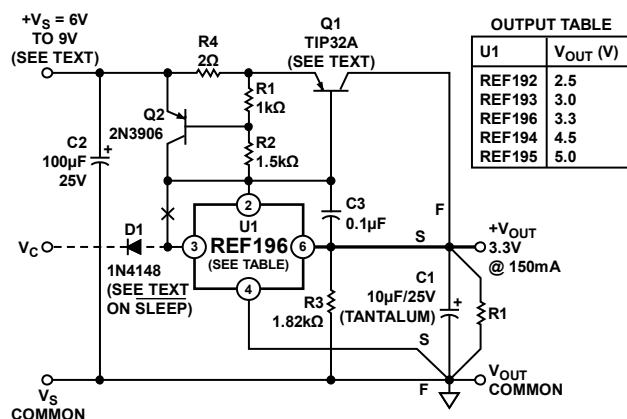 +VS = 6V
TO 9V
(SEE TEXT)
R4
2Ω
Q1
TIP32A
(SEE TEXT)
OUTPUT TABLE
U1 VOUT (V)
REF192 2.5
REF193 3.0
REF196 3.3
REF194 4.5
REF195 5.0
R1
1kΩ
Q2
2N3906
R2
1.5kΩ
C2
100µF
25V
+
C3
0.1µF
F
2
U1
REF196
(SEE TABLE)
3
6
4
S
+VOUT
3.3V
@ 150mA
VC
D1
1N4148
(SEE TEXT
ON SLEEP)
R3
1.82kΩ
C1
10µF/25V
(TANTALUM)
+
R1
S
F
VS
COMMON
VOUT
COMMON